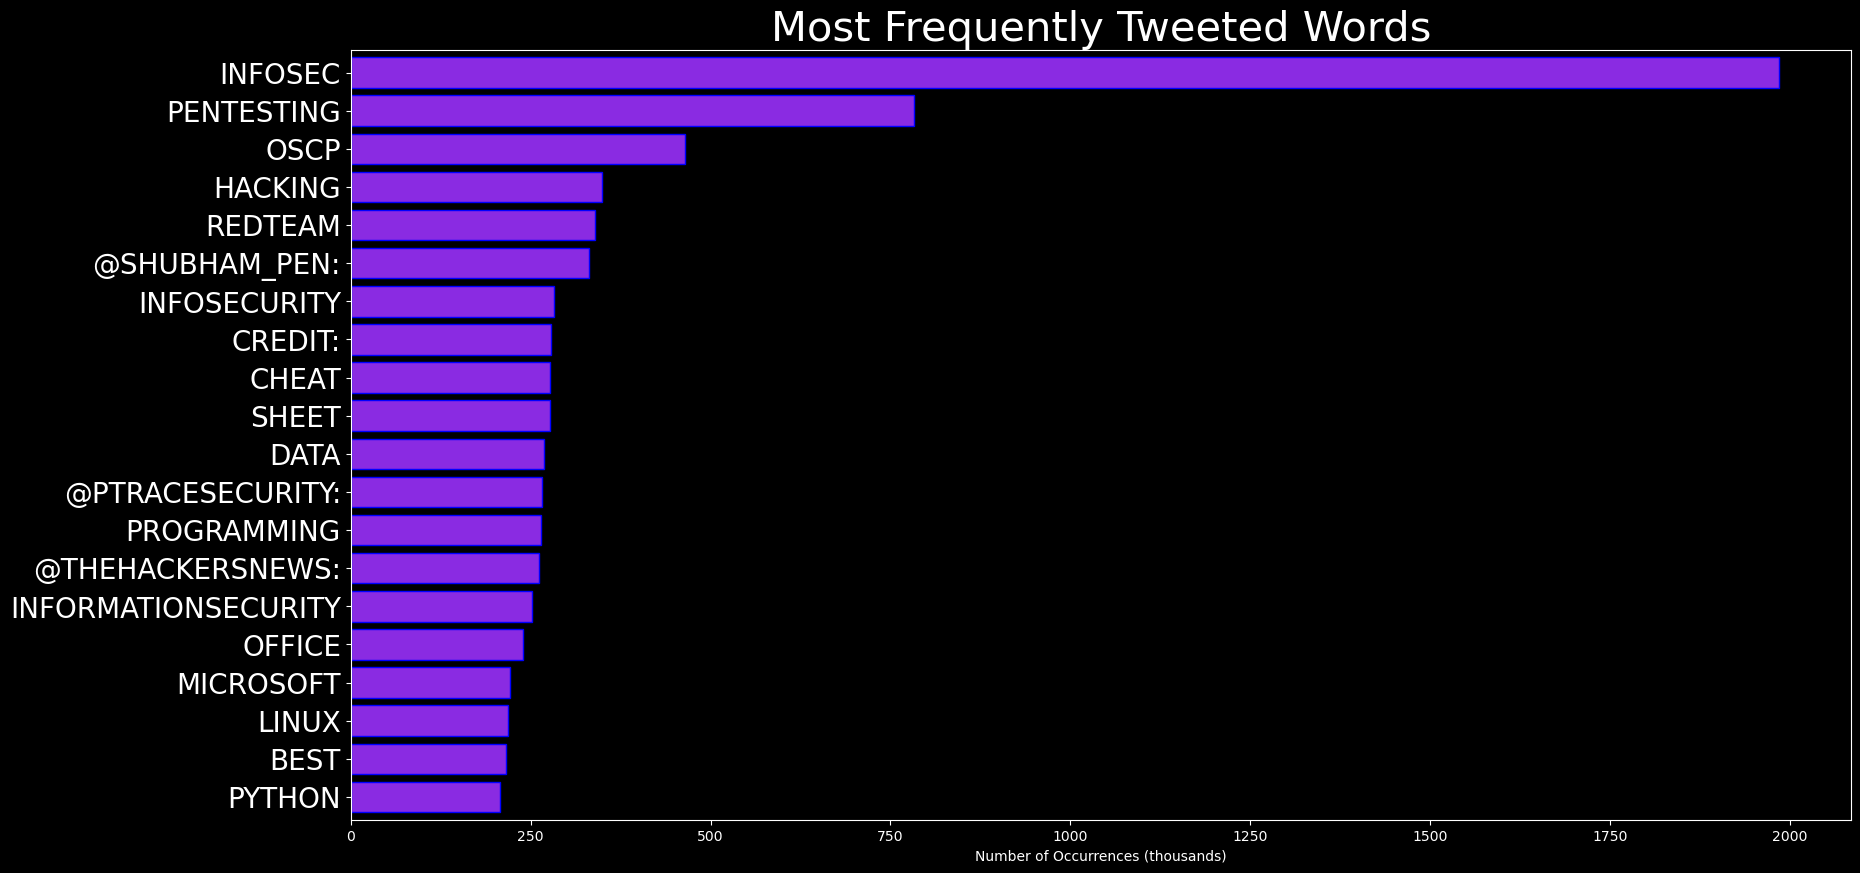 Most Frequently Tweeted Words
INFOSEC
PENTESTING
OSCP
HACKING
REDTEAM
@SHUBHAM_PEN:
INFOSECURITY
CREDIT:
CHEAT
SHEET
DATA
@PTRACESECURITY:
PROGRAMMING
@THEHACKERSNEWS:
INFORMATIONSECURITY
OFFICE
MICROSOFT
LINUX
BEST
PYTHON
0 250 500 750 1000 1250 1500 1750 2000
Number of Occurrences (thousands)